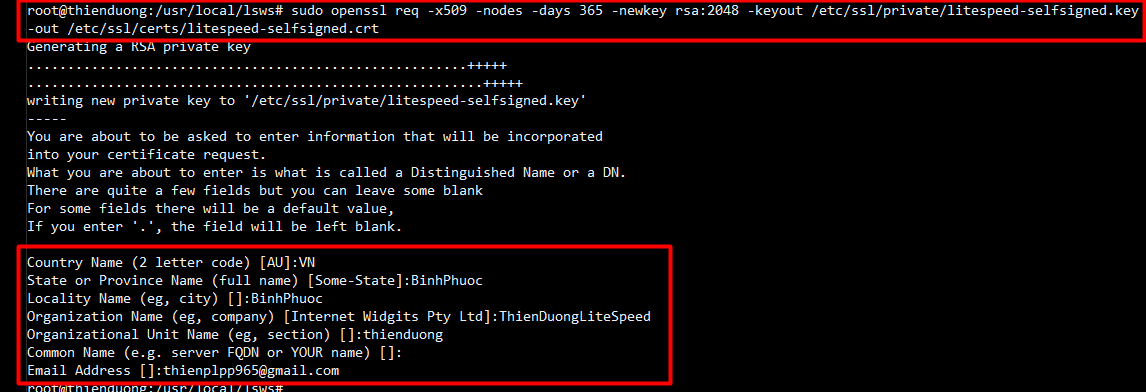 root@thienduong:/usr/local/lsws# sudo openssl req -x509 -nodes -days 365 -newkey rsa:2048 -keyout /etc/ssl/private/litespeed-selfsigned.key
-out /etc/ssl/certs/litespeed-selfsigned.crt
Generating a RSA private key
.......................................................+++++
.........................................................+++++
writing new private key to '/etc/ssl/private/litespeed-selfsigned.key'
-----
You are about to be asked to enter information that will be incorporated
into your certificate request.
What you are about to enter is what is called a Distinguished Name or a DN.
There are quite a few fields but you can leave some blank
For some fields there will be a default value,
If you enter '.', the field will be left blank.
Country Name (2 letter code) [AU]:VN
State or Province Name (full name) [Some-State]:BinhPhuoc
Locality Name (eg, city) []:BinhPhuoc
Organization Name (eg, company) [Internet Widgits Pty Ltd]:ThienDuongLiteSpeed
Organizational Unit Name (eg, section) []:thienduong
Common Name (e.g. server FQDN or YOUR name) []:
Email Address []:thienplpp965@gmail.com
root@thienduong:/usr/local/lsws#